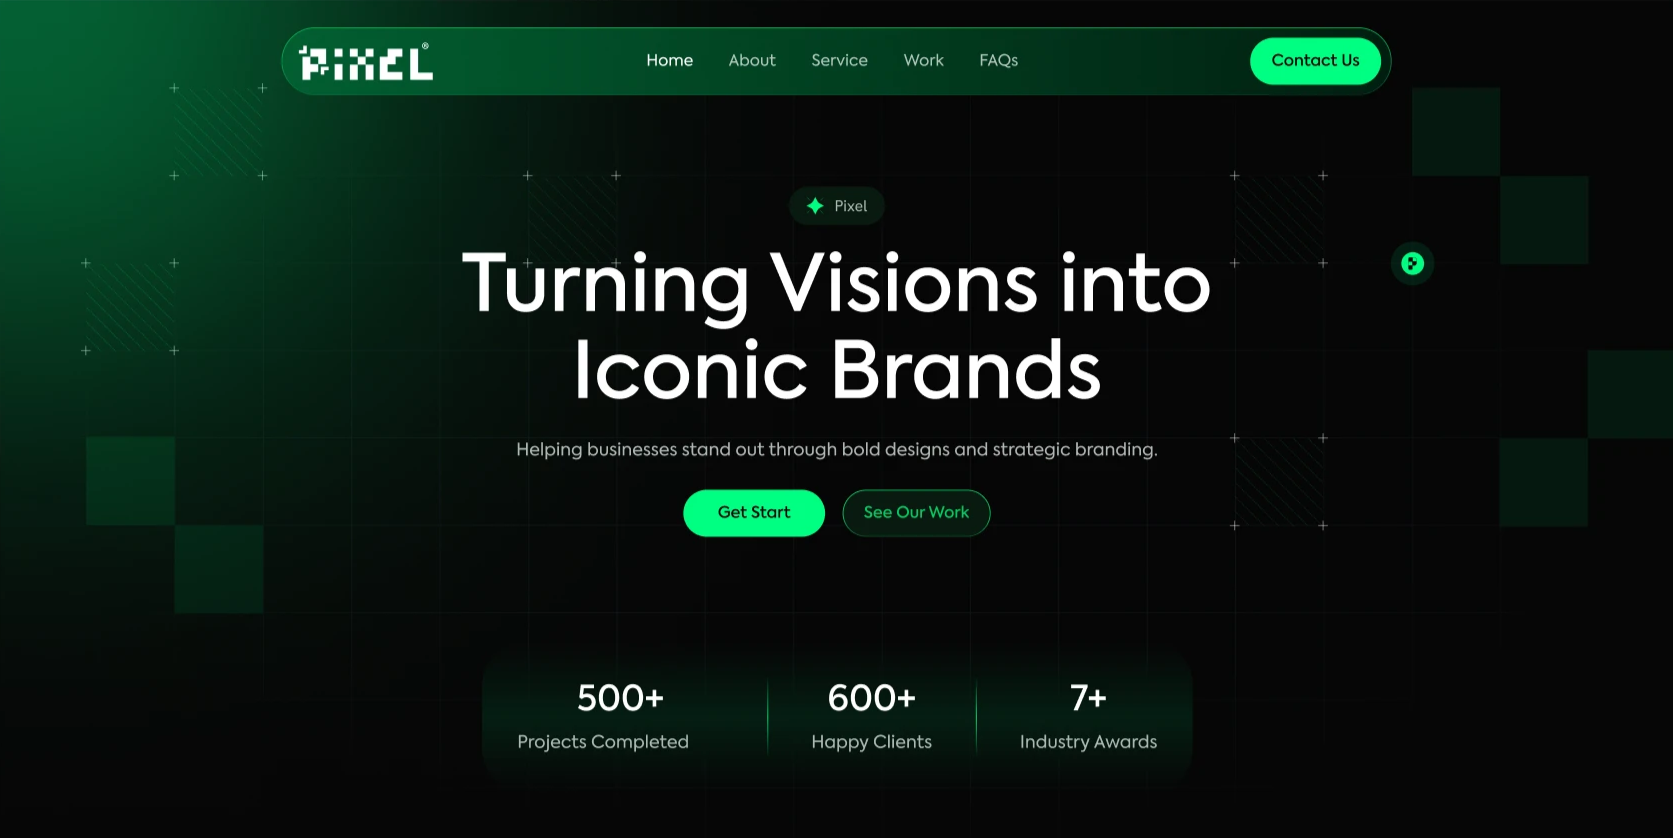 PIXEL®
Home About Service Work FAQs
Contact Us
Pixel
Turning Visions into
Iconic Brands
Helping businesses stand out through bold designs and strategic branding.
Get Start See Our Work
500+ 600+ 7+
Projects Completed Happy Clients Industry Awards